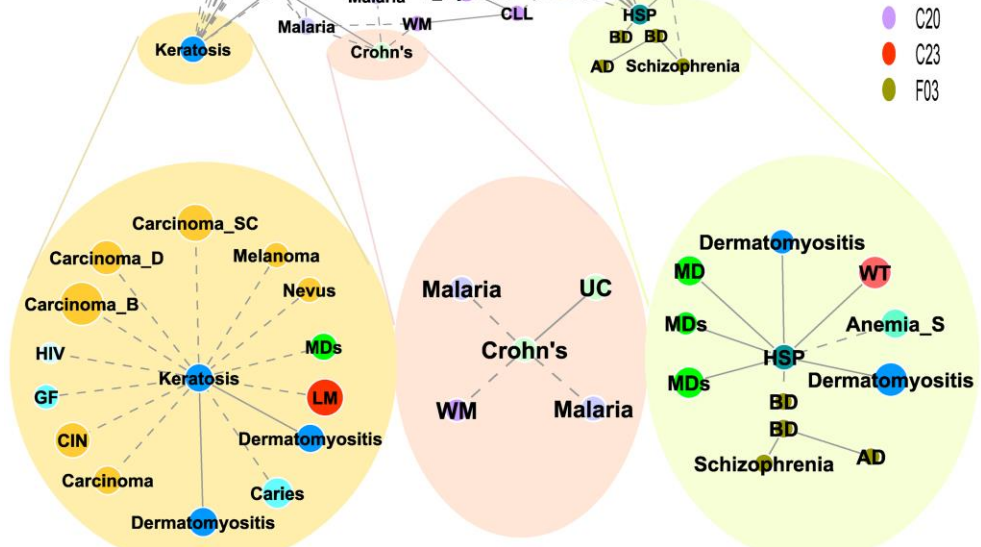 CLL
HSP
C20
Malaria
WM
BD
BD
Keratosis
Crohn's
AD
Schizophrenia
C23
F03
Carcinoma_SC
Carcinoma_D
Melanoma
Carcinoma_B
Nevus
HIV
MDs
Keratosis
GF
LM
CIN
Dermatomyositis
Carcinoma
Caries
Dermatomyositis
Malaria
UC
Crohn's
WM
Malaria
Dermatomyositis
MD
WT
MDs
Anemia_S
HSP
MDs
Dermatomyositis
BD
BD
Schizophrenia
AD